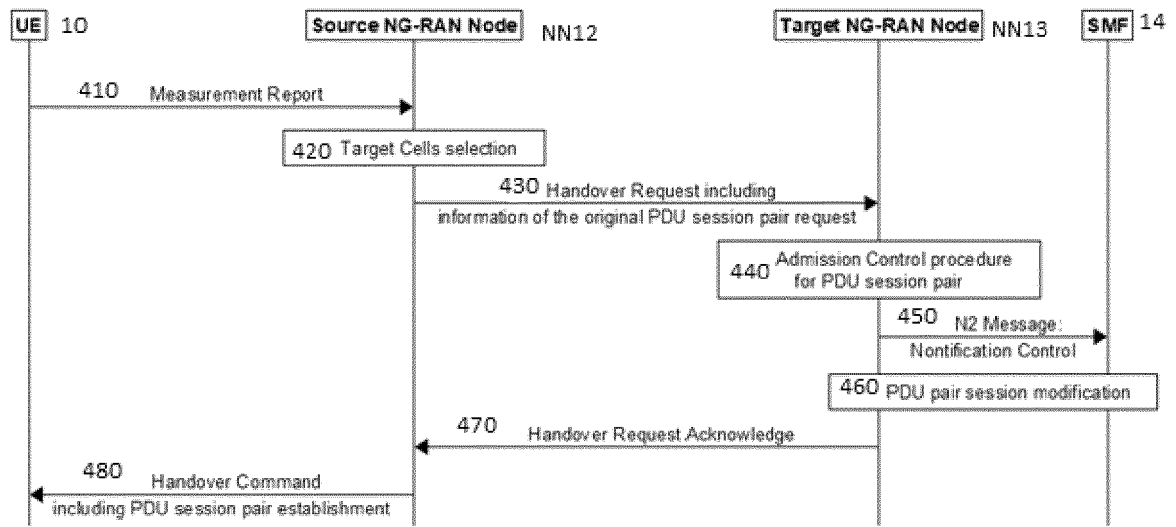 UE 10 Source NG-RAN Node NN12 Target NG-RAN Node NN13 SMF 14
410 Measurement Report
420 Target Cells selection
430 Handover Request including
information of the original PDU session pair request
440 Admission Control procedure
for PDU session pair
450 N2 Message:
Nontification Control
460 PDU pair session modification
470 Handover Request Acknowledge
480 Handover Command
including PDU session pair establishment